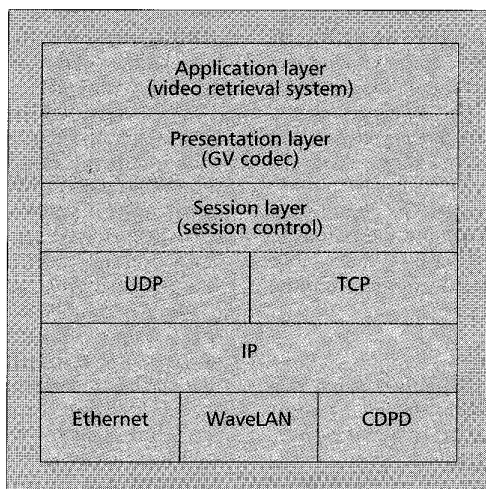 Application layer
(video retrieval system)
Presentation layer
(GV codec)
Session layer
(session control)
UDP TCP
IP
Ethernet WaveLAN CDPD